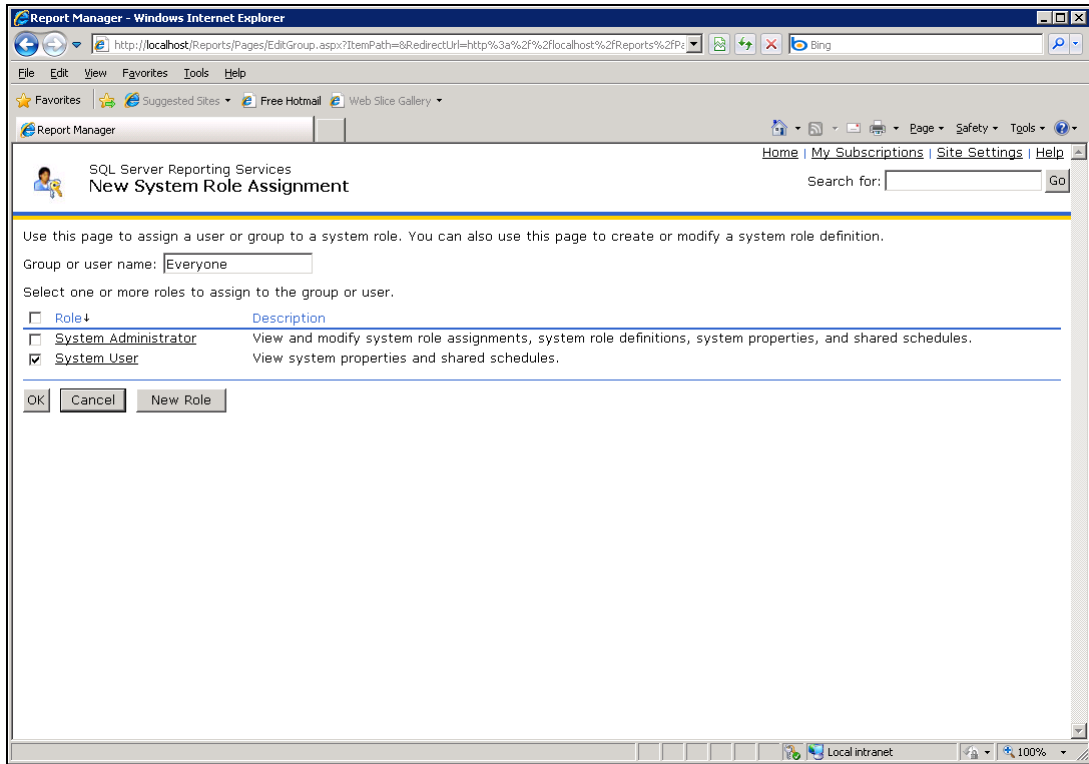 Report Manager - Windows Internet Explorer
http://localhost/Reports/Pages/EditGroup.aspx?ItemPath=&RedirectUrl=http%3a%2f%2flocalhost%2fReports%2fPa
Bing
File Edit View Favorites Tools Help
Favorites Suggested Sites Free Hotmail Web Slice Gallery
Report Manager Page Safety Tools
Home | My Subscriptions | Site Settings | Help
SQL Server Reporting Services
New System Role Assignment
Search for: Go
Use this page to assign a user or group to a system role. You can also use this page to create or modify a system role definition.
Group or user name: Everyone
Select one or more roles to assign to the group or user.
Role↓ Description
System Administrator View and modify system role assignments, system role definitions, system properties, and shared schedules.
System User View system properties and shared schedules.
OK Cancel New Role
Local intranet 100%